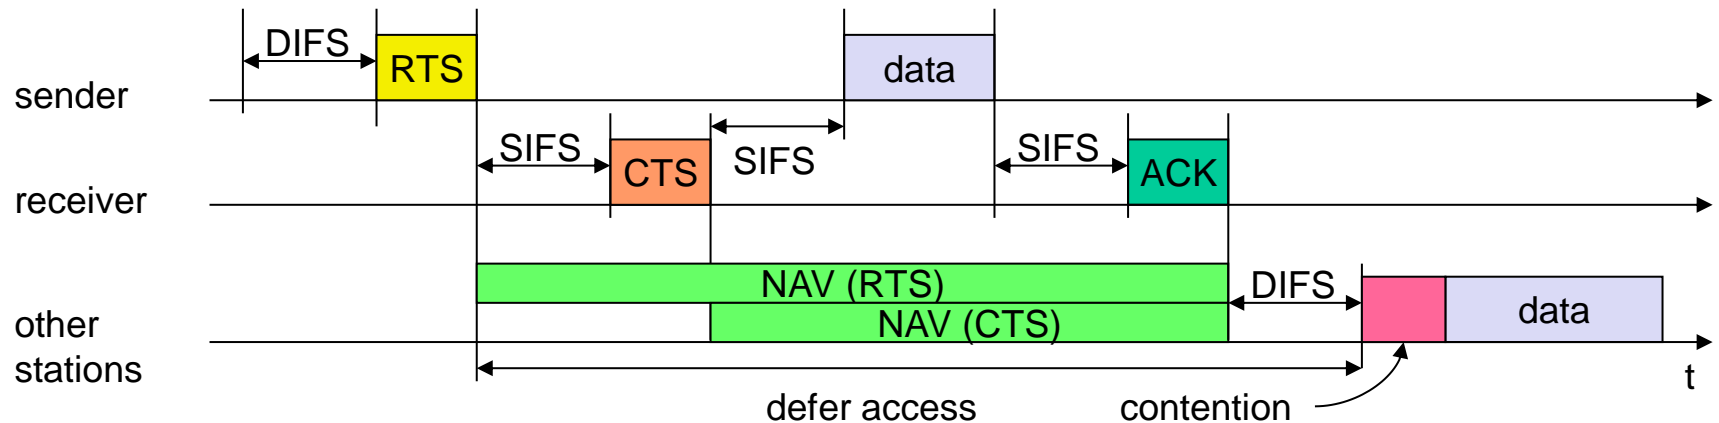 DIFS
RTS
data
sender
SIFS
CTS
SIFS
SIFS
ACK
receiver
NAV (RTS)
DIFS
NAV (CTS)
data
other
stations
t
defer access
contention